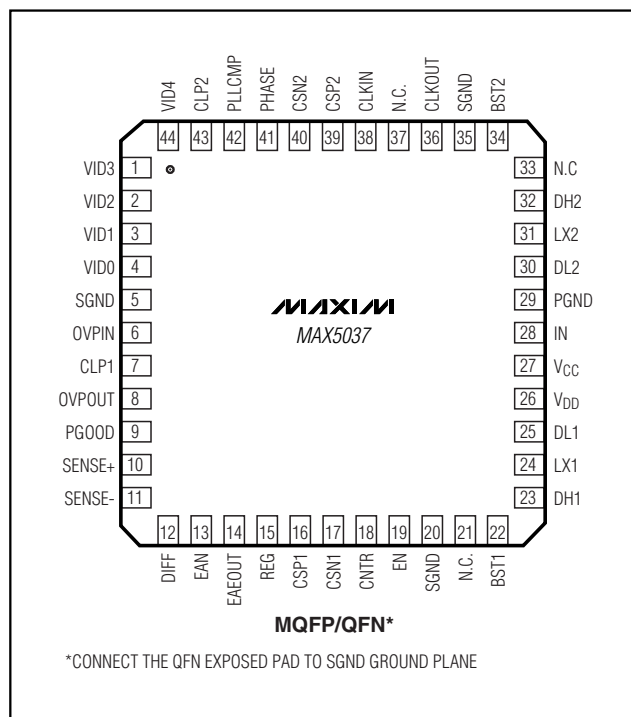 VID4 CLP2 PLLCMP PHASE CSN2 CSP2 CLKIN N.C. CLKOUT SGND BST2
44 43 42 41 40 39 38 37 36 35 34
VID3 1 33 N.C
VID2 2 32 DH2
VID1 3 31 LX2
VID0 4 30 DL2
SGND 5 29 PGND
OVPIN 6 28 IN
CLP1 7 27 VCC
OVPOUT 8 26 VDD
PGOOD 9 25 DL1
SENSE+ 10 24 LX1
SENSE- 11 23 DH1
MAXIM
MAX5037
12 13 14 15 16 17 18 19 20 21 22
DIFF EAN EAEOUT REG CSP1 CSN1 CNTR EN SGND N.C. BST1
MQFP/QFN*
*CONNECT THE QFN EXPOSED PAD TO SGND GROUND PLANE